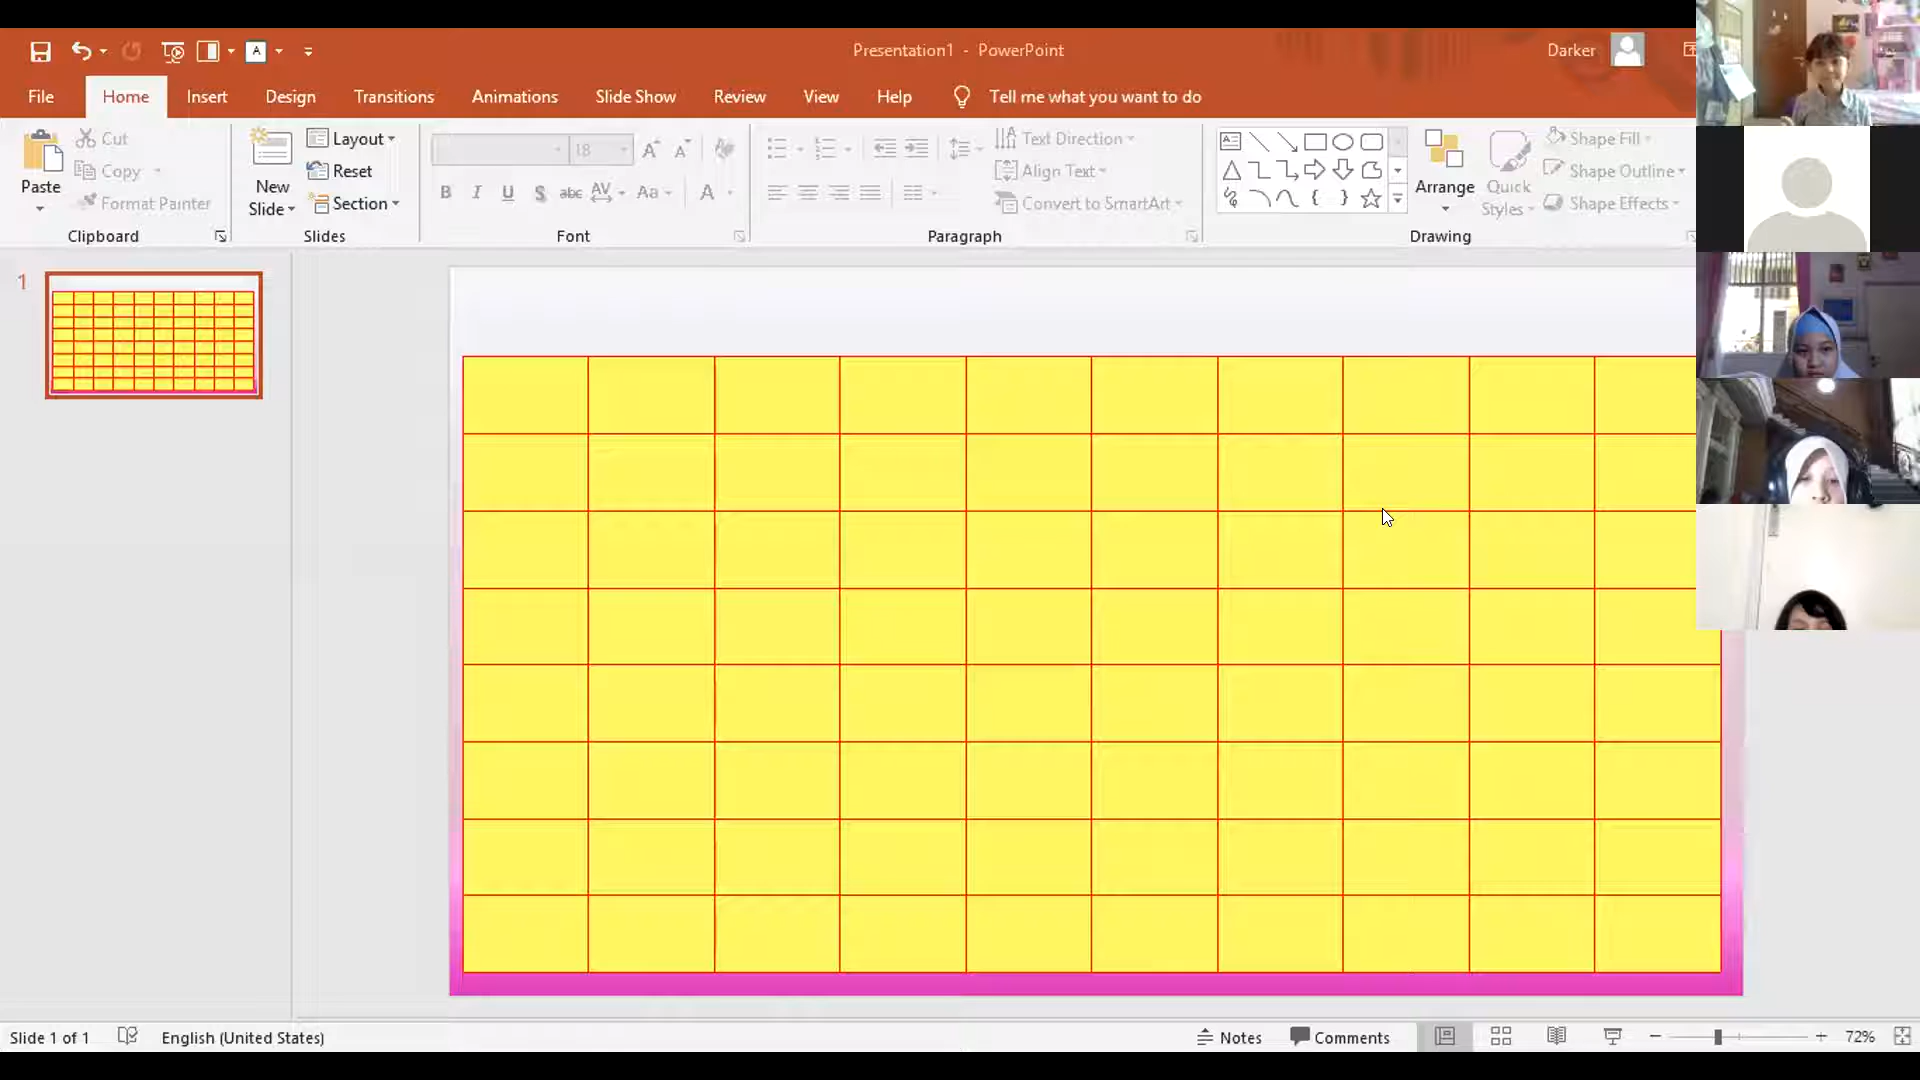 Presentation1 - PowerPoint
Darker
File Home Insert Design Transitions Animations Slide Show Review View Help Tell me what you want to do
Paste
Cut
Copy
Format Painter
Clipboard
New Slide
Layout
Reset
Section
Slides
18
B I U S abc AV Aa A
Font
Text Direction
Align Text
Convert to SmartArt
Paragraph
Arrange
Quick Styles
Shape Fill
Shape Outline
Shape Effects
Drawing
1
Slide 1 of 1
English (United States)
Notes
Comments
72%